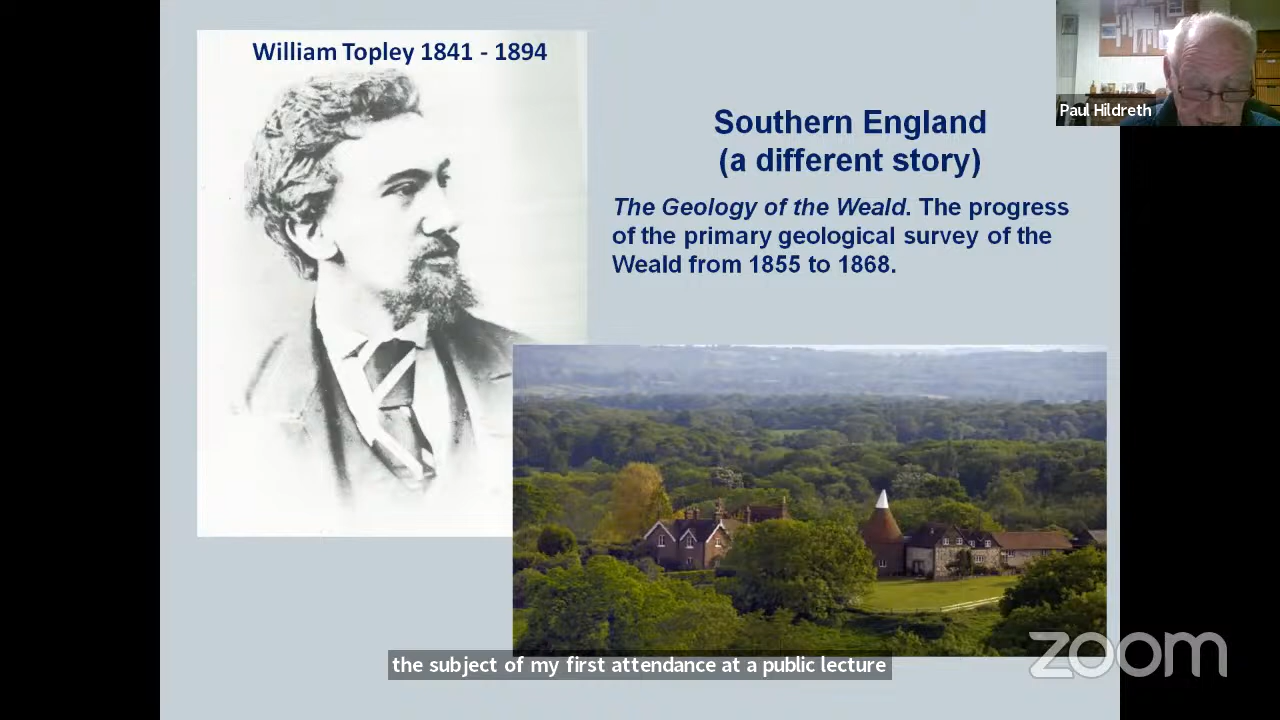 William Topley 1841 - 1894
Paul Hildreth
Southern England
(a different story)
The Geology of the Weald. The progress
of the primary geological survey of the
Weald from 1855 to 1868.
the subject of my first attendance at a public lecture
zoom